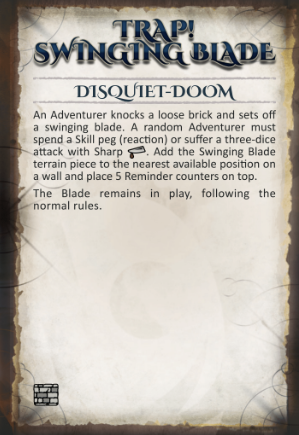 TRAP!
SWINGING BLADE
DISQUIET-DOOM
An Adventurer knocks a loose brick and sets off
a swinging blade. A random Adventurer must
spend a Skill peg (reaction) or suffer a three-dice
attack with Sharp . Add the Swinging Blade
terrain piece to the nearest available position on
a wall and place 5 Reminder counters on top.
The Blade remains in play, following the
normal rules.